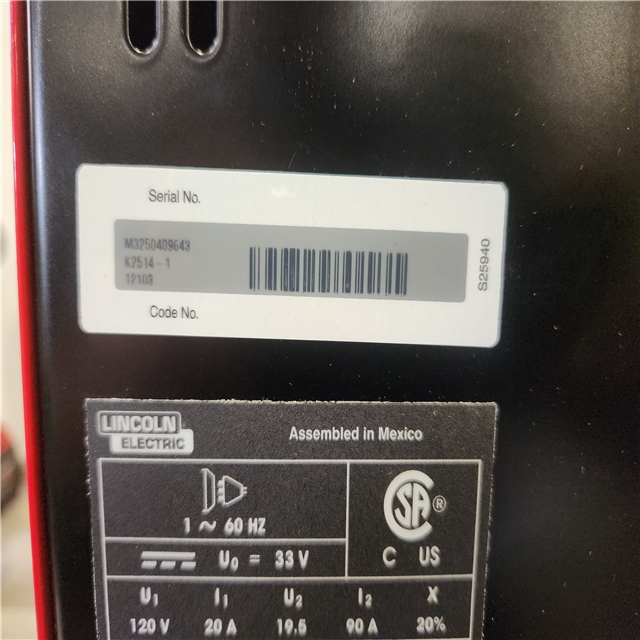 Serial No.
M3250409643
K2514-1
12103
Code No.
S25940
LINCOLN
ELECTRIC
Assembled in Mexico
1 ~ 60 HZ
CSA ®
C US
U0 = 33 V
U1 I1 U2 I2 X
120 V 20 A 19.5 90 A 20%